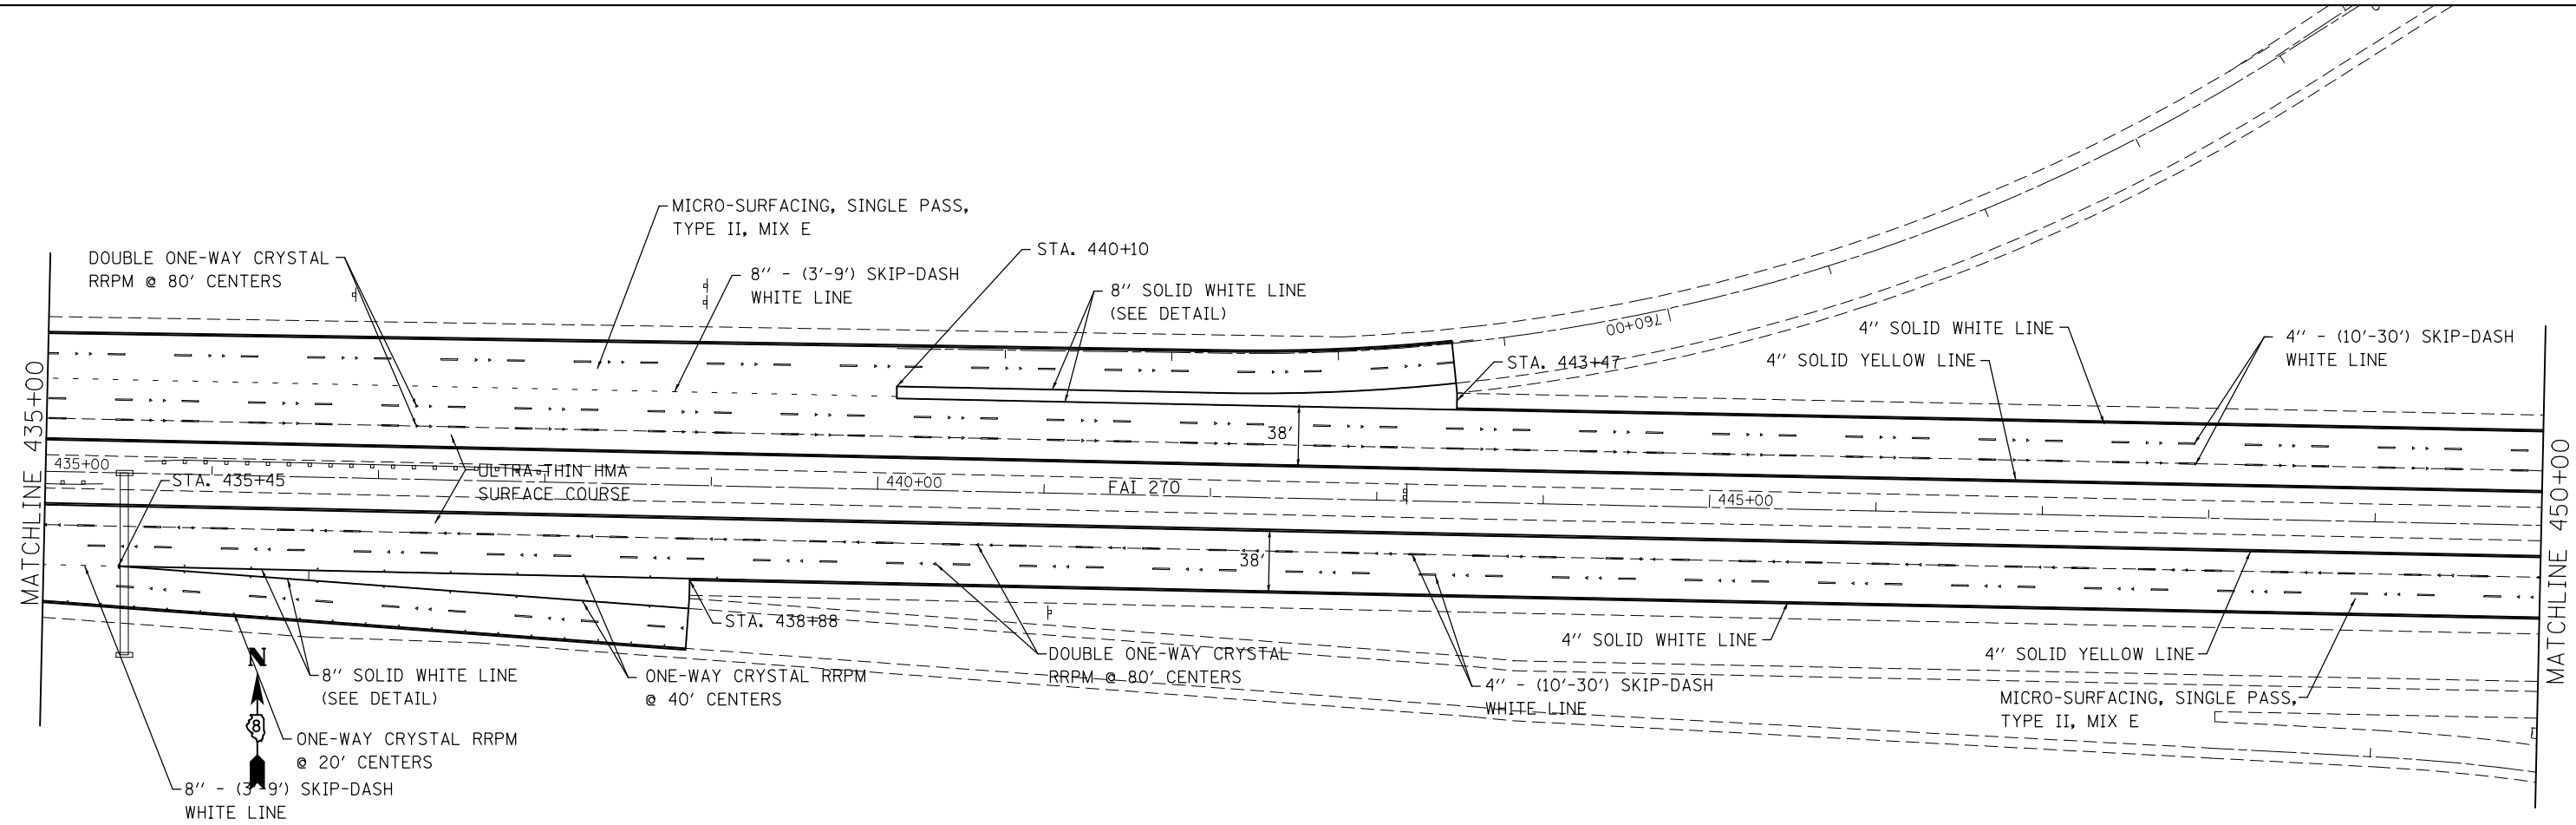 MICRO-SURFACING, SINGLE PASS,
TYPE II, MIX E
DOUBLE ONE-WAY CRYSTAL
RRPM @ 80' CENTERS
8" - (3'-9') SKIP-DASH
WHITE LINE
STA. 440+10
8" SOLID WHITE LINE
(SEE DETAIL)
760+00
4" SOLID WHITE LINE
4" SOLID YELLOW LINE
4" - (10'-30') SKIP-DASH
WHITE LINE
STA. 443+47
38'
MATCHLINE 435+00
435+00
STA. 435+45
ULTRA-THIN HMA
SURFACE COURSE
440+00
FAI 270
445+00
MATCHLINE 450+00
38'
STA. 438+88
N
8
8" SOLID WHITE LINE
(SEE DETAIL)
ONE-WAY CRYSTAL RRPM
@ 40' CENTERS
DOUBLE ONE-WAY CRYSTAL
RRPM @ 80' CENTERS
4" - (10'-30') SKIP-DASH
WHITE LINE
4" SOLID WHITE LINE
4" SOLID YELLOW LINE
MICRO-SURFACING, SINGLE PASS,
TYPE II, MIX E
ONE-WAY CRYSTAL RRPM
@ 20' CENTERS
8" - (3'-9') SKIP-DASH
WHITE LINE